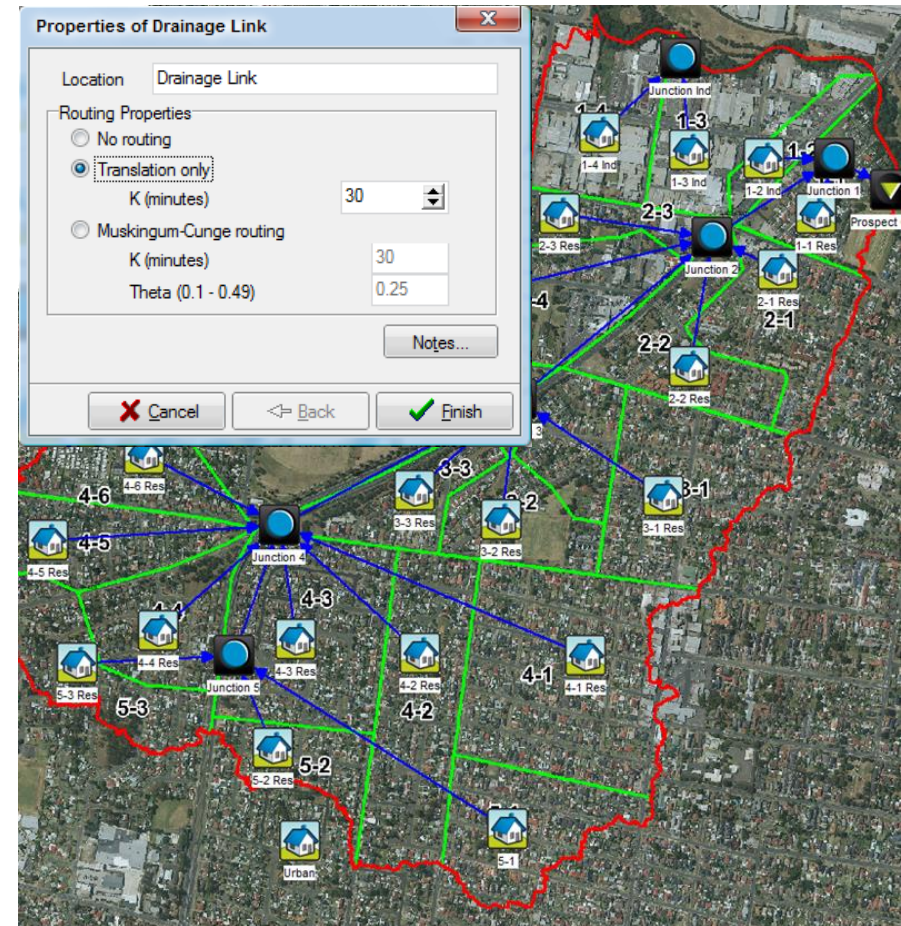 Properties of Drainage Link
X
Location Drainage Link
Routing Properties
No routing
Translation only
K (minutes) 30
Muskingum-Cunge routing
K (minutes) 30
Theta (0.1 - 0.49) 0.25
Notes...
Cancel
Back
Finish
Junction Ind
1-3
1-4 Ind
1-3 Ind
1-2 Ind
Junction 1
Prospect
2-3
2-3 Res
1-1 Res
Junction 2
2-1 Res
2-1
-4
2-2
2-2 Res
3
4-6 Res
3-3
4-6
3-3 Res
-2
3-1
3-1 Res
3-2 Res
4-5
4-5 Res
Junction 4
4-3
4-4 Res
4-3 Res
5-3 Res
Junction 5
4-2 Res
4-1
4-1 Res
5-3
4-2
5-2 Res
5-2
5-1
Urban